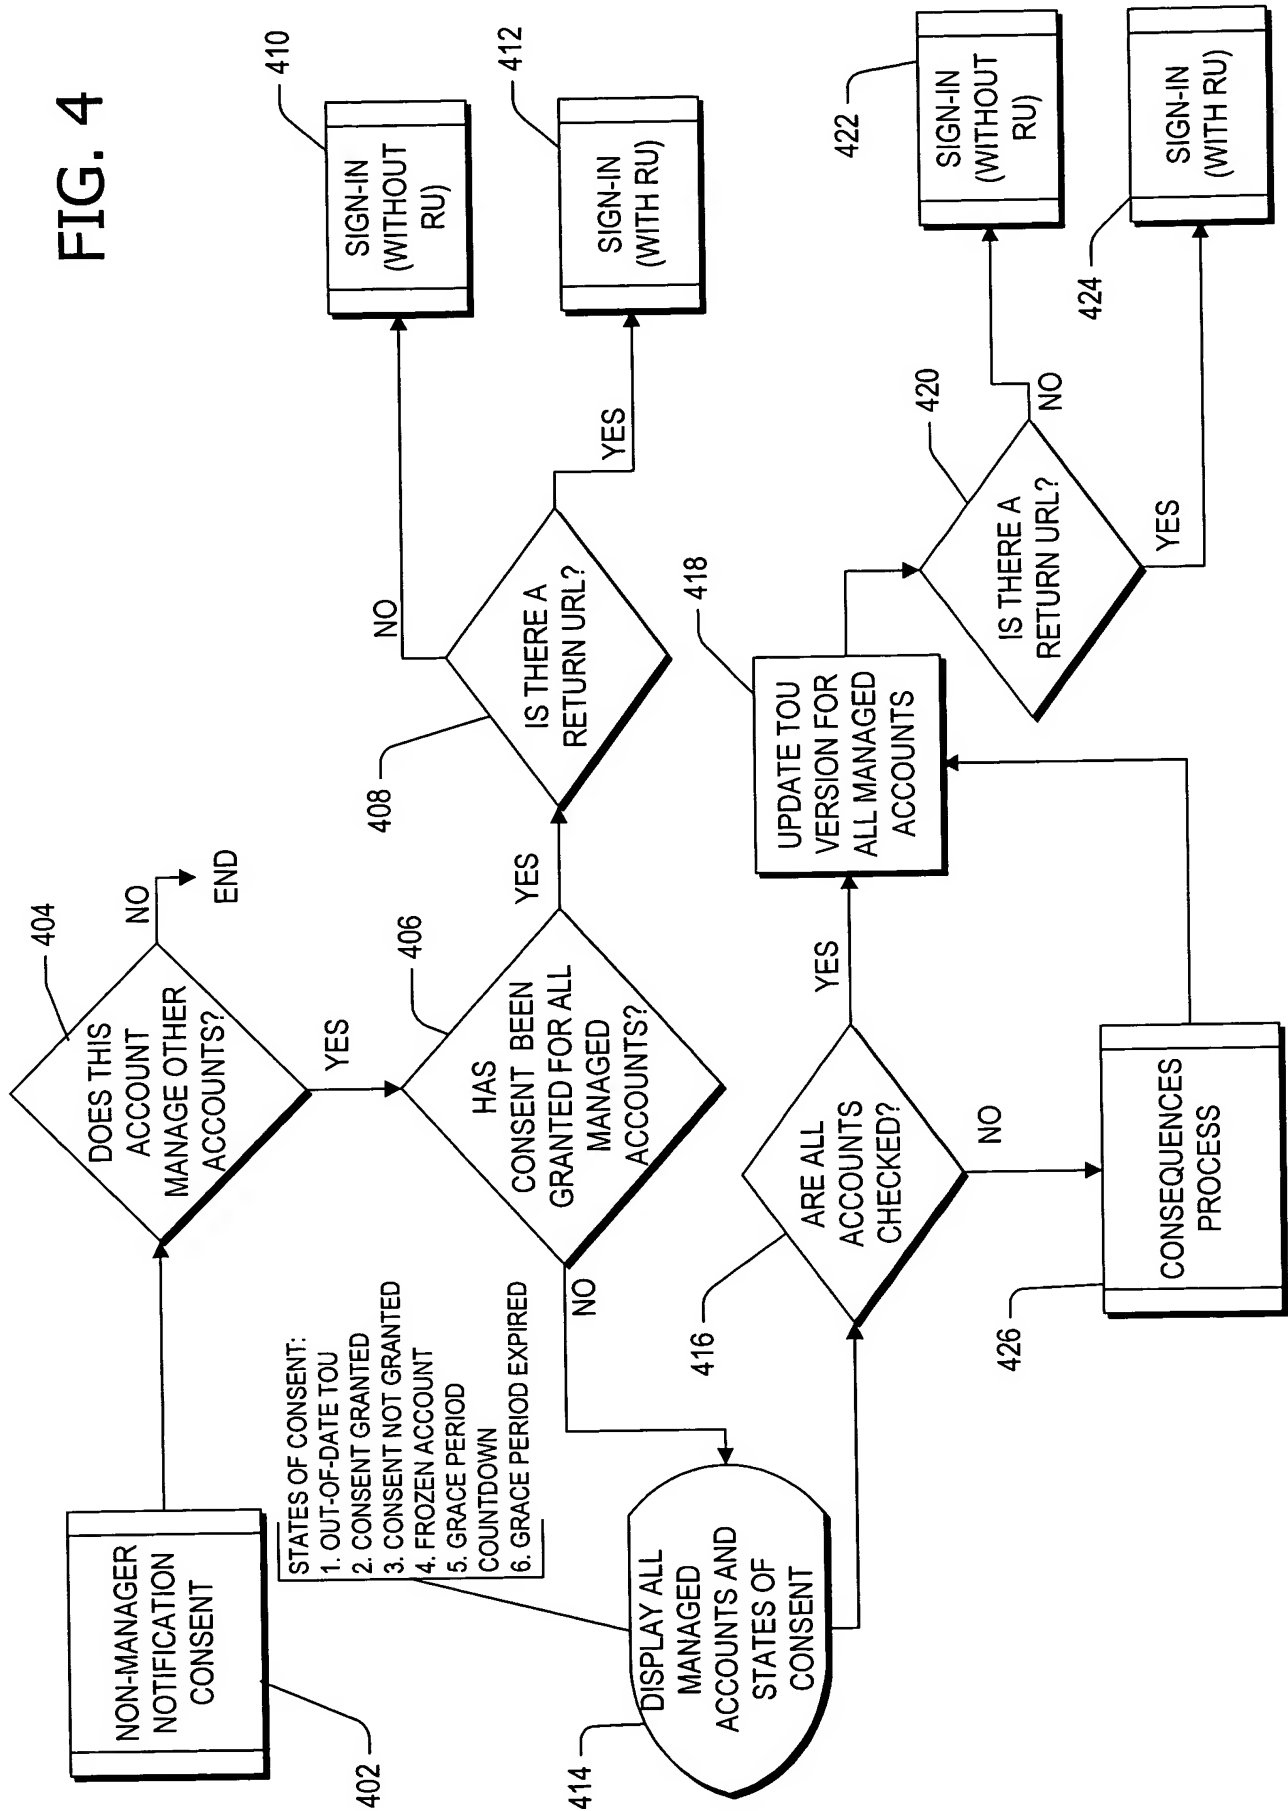 FIG. 4
NON-MANAGER
NOTIFICATION
CONSENT
402
DOES THIS
ACCOUNT
MANAGE OTHER
ACCOUNTS?
404
NO
END
YES
HAS
CONSENT BEEN
GRANTED FOR ALL
MANAGED
ACCOUNTS?
406
YES
NO
IS THERE A
RETURN URL?
408
NO
YES
SIGN-IN
(WITHOUT
RU)
410
SIGN-IN
(WITH RU)
412
STATES OF CONSENT:
1. OUT-OF-DATE TOU
2. CONSENT GRANTED
3. CONSENT NOT GRANTED
4. FROZEN ACCOUNT
5. GRACE PERIOD
COUNTDOWN
6. GRACE PERIOD EXPIRED
DISPLAY ALL
MANAGED
ACCOUNTS AND
STATES OF
CONSENT
414
ARE ALL
ACCOUNTS
CHECKED?
416
YES
NO
UPDATE TOU
VERSION FOR
ALL MANAGED
ACCOUNTS
418
IS THERE A
RETURN URL?
420
NO
YES
SIGN-IN
(WITHOUT
RU)
422
SIGN-IN
(WITH RU)
424
CONSEQUENCES
PROCESS
426